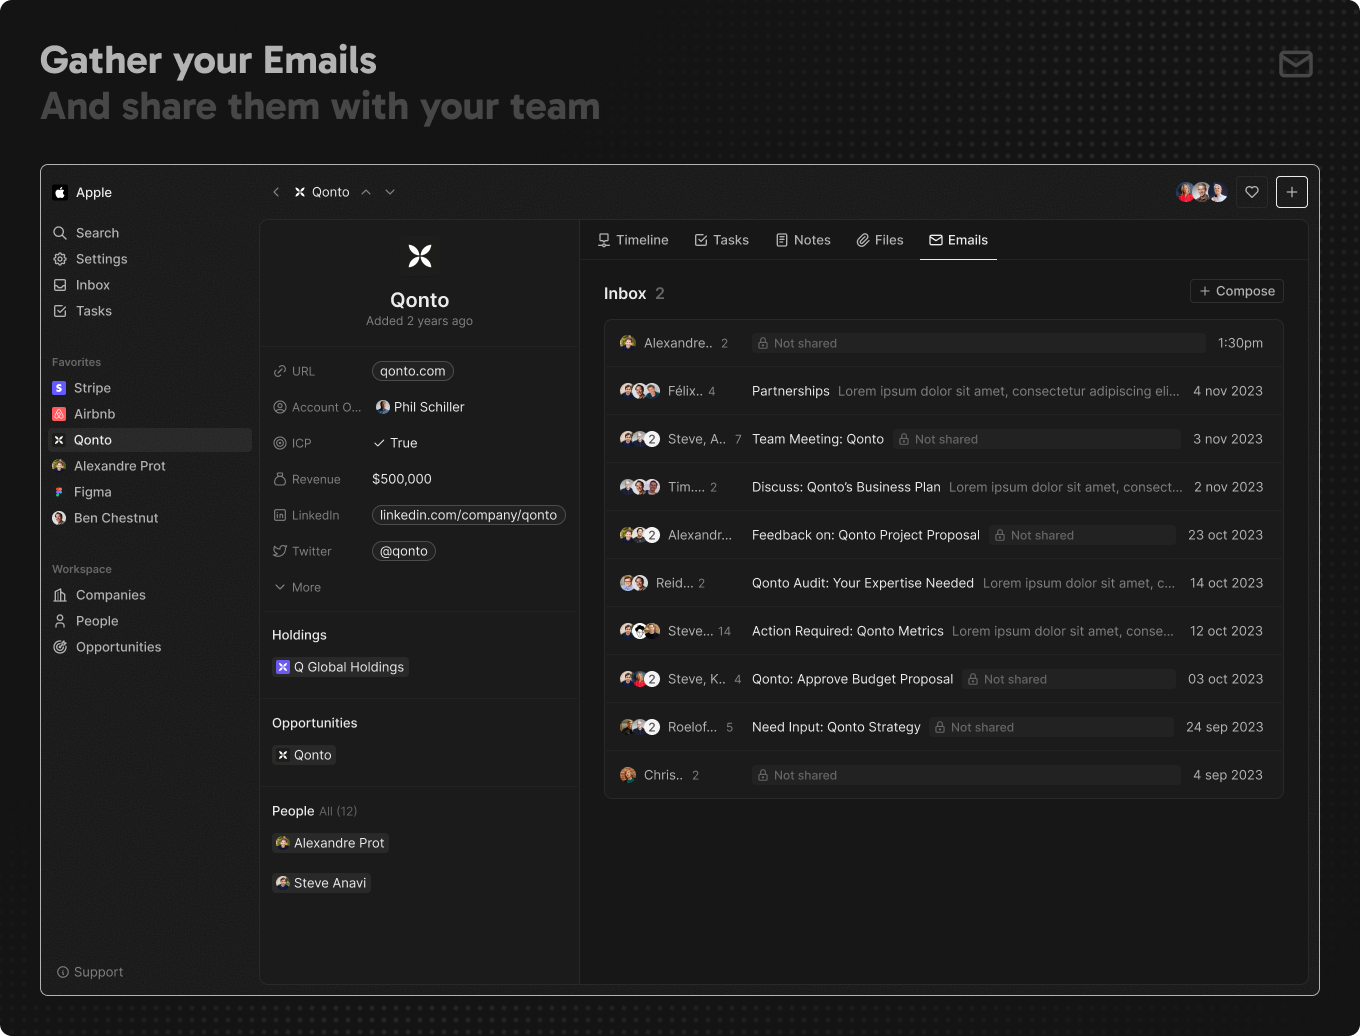 Gather your Emails
And share them with your team
Apple
Qonto
Search
Settings
Inbox
Tasks
Favorites
S Stripe
Airbnb
Qonto
Alexandre Prot
Figma
Ben Chestnut
Workspace
Companies
People
Opportunities
Support
Qonto
Added 2 years ago
URL qonto.com
Account O... Phil Schiller
ICP True
Revenue $500,000
LinkedIn linkedin.com/company/qonto
Twitter @qonto
More
Holdings
Q Global Holdings
Opportunities
Qonto
People All (12)
Alexandre Prot
Steve Anavi
Timeline Tasks Notes Files Emails
Inbox 2 + Compose
Alexandre.. 2 Not shared 1:30pm
Félix.. 4 Partnerships Lorem ipsum dolor sit amet, consectetur adipiscing eli... 4 nov 2023
2 Steve, A.. 7 Team Meeting: Qonto Not shared 3 nov 2023
Tim.... 2 Discuss: Qonto’s Business Plan Lorem ipsum dolor sit amet, consect... 2 nov 2023
2 Alexandr... Feedback on: Qonto Project Proposal Not shared 23 oct 2023
Reid... 2 Qonto Audit: Your Expertise Needed Lorem ipsum dolor sit amet, c... 14 oct 2023
Steve... 14 Action Required: Qonto Metrics Lorem ipsum dolor sit amet, conse... 12 oct 2023
2 Steve, K.. 4 Qonto: Approve Budget Proposal Not shared 03 oct 2023
2 Roelof... 5 Need Input: Qonto Strategy Not shared 24 sep 2023
Chris.. 2 Not shared 4 sep 2023